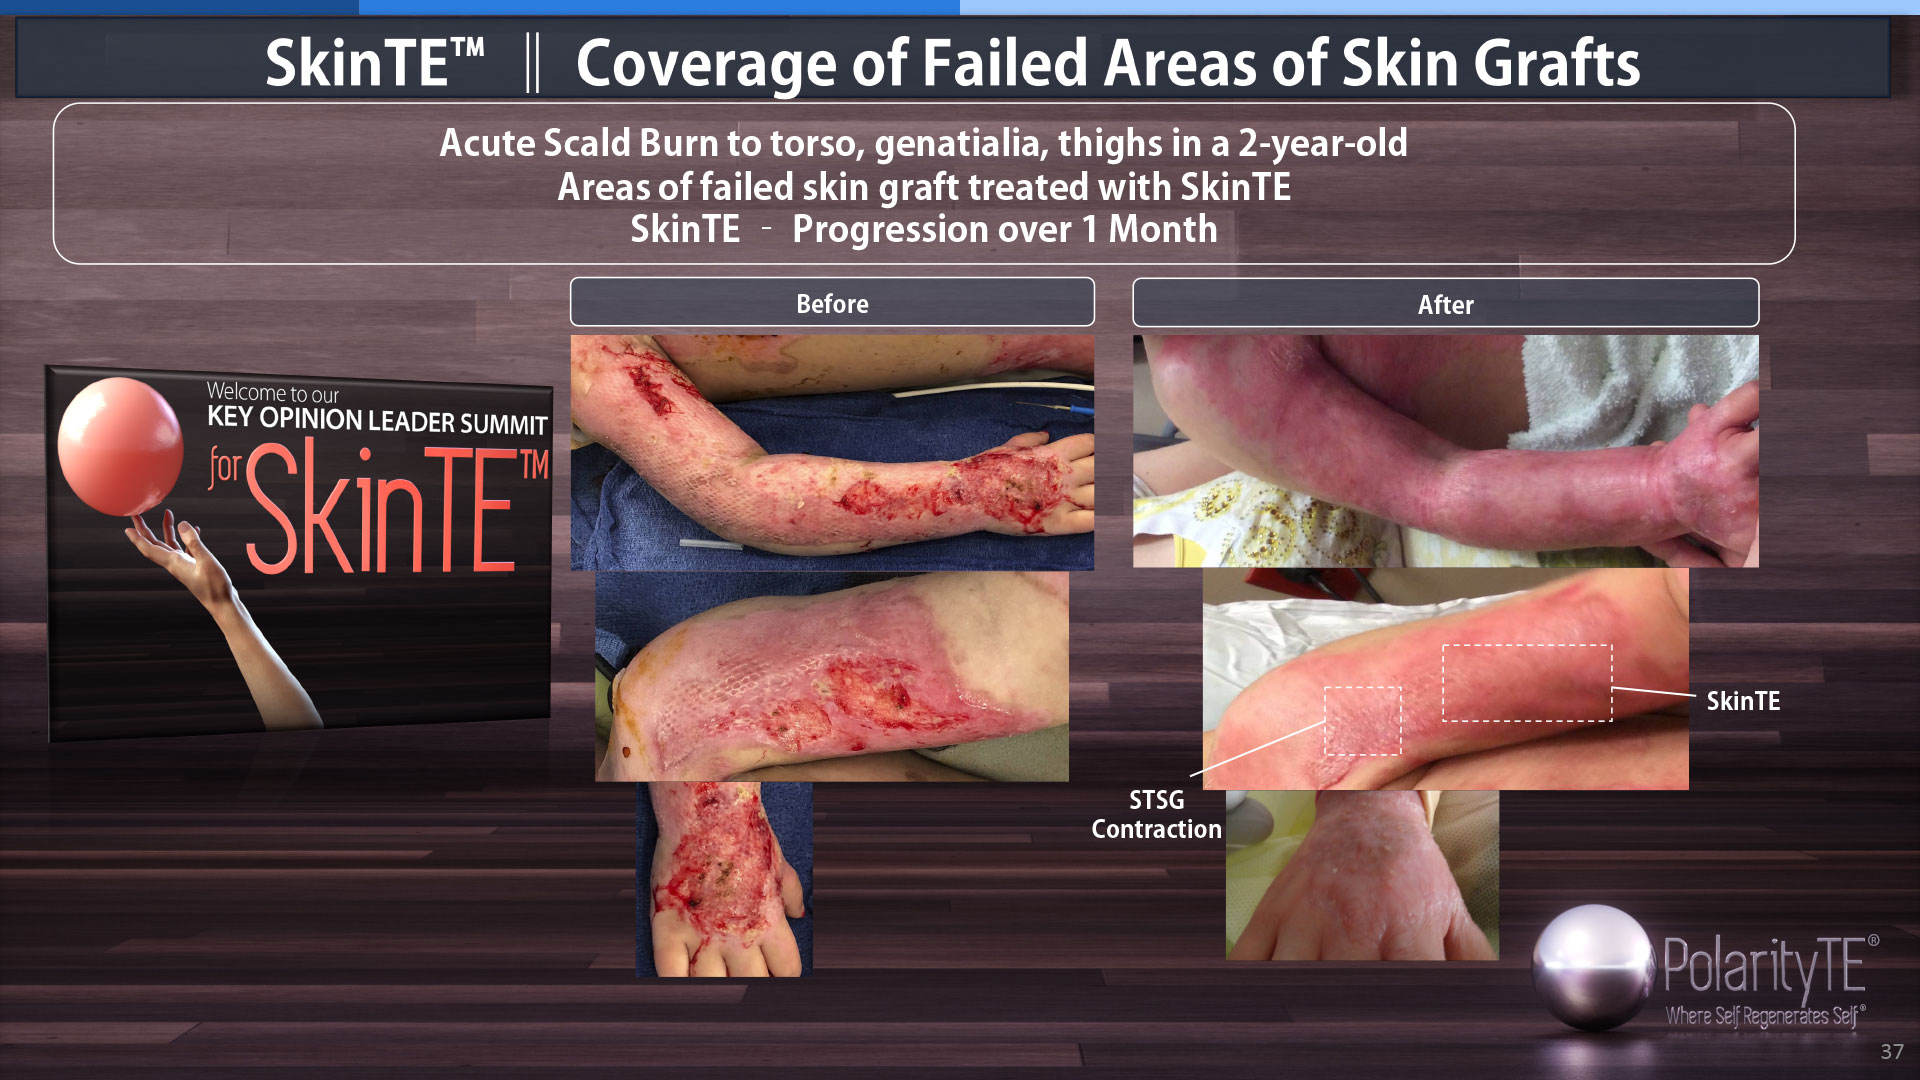 SkinTE™ || Coverage of Failed Areas of Skin Grafts
Acute Scald Burn to torso, genatialia, thighs in a 2-year-old
Areas of failed skin graft treated with SkinTE
SkinTE - Progression over 1 Month
Before
After
Welcome to our
KEY OPINION LEADER SUMMIT
for SkinTE™
SkinTE
STSG
Contraction
PolarityTE®
Where Self Regenerates Self®
37